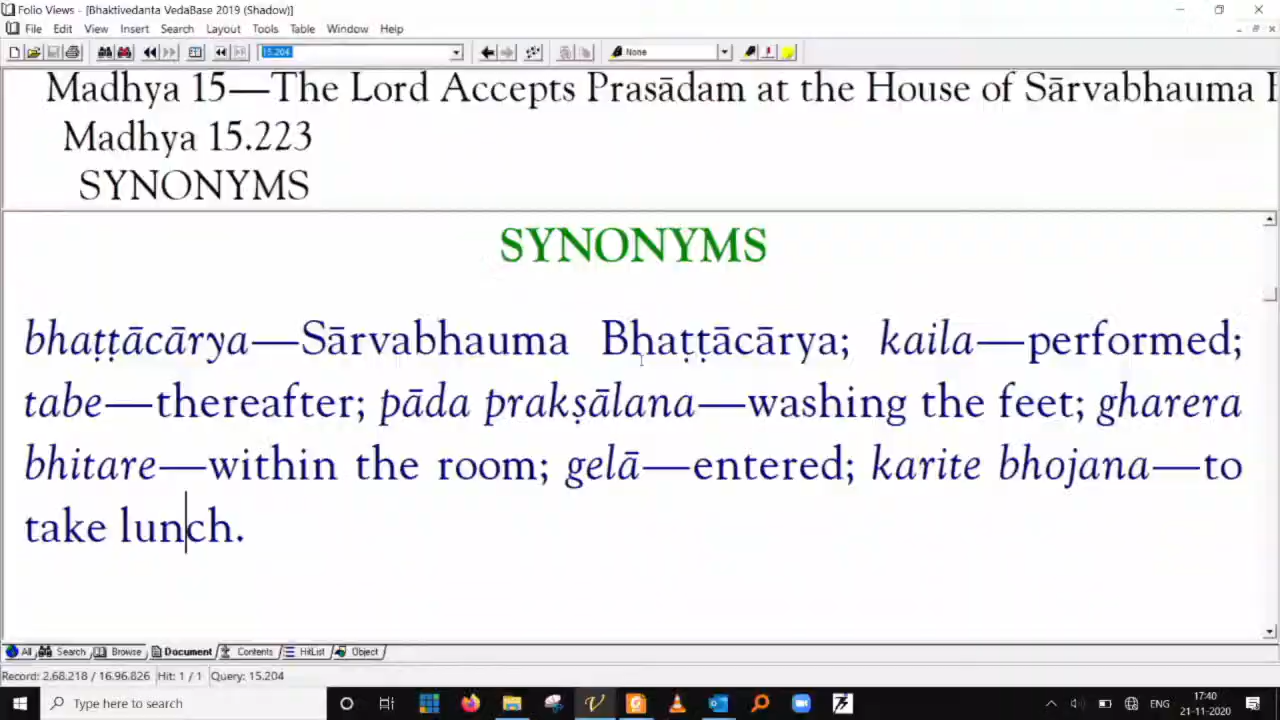 Folio Views - [Bhaktivedanta VedaBase 2019 (Shadow)]
File Edit View Insert Search Layout Tools Table Window Help
15.204 None
Madhya 15—The Lord Accepts Prasādam at the House of Sārvabhauma
Madhya 15.223
SYNONYMS
SYNONYMS
bhaṭṭācārya—Sārvabhauma Bhaṭṭācārya; kaila—performed;
tabe—thereafter; pāda prakṣālana—washing the feet; gharera
bhitare—within the room; gelā—entered; karite bhojana—to
take lunch.
All Search Browse Document Contents HitList Object
Record: 2,68,218 / 16,96,826 Hit: 1 / 1 Query: 15.204
Type here to search
ENG
17:40
21-11-2020